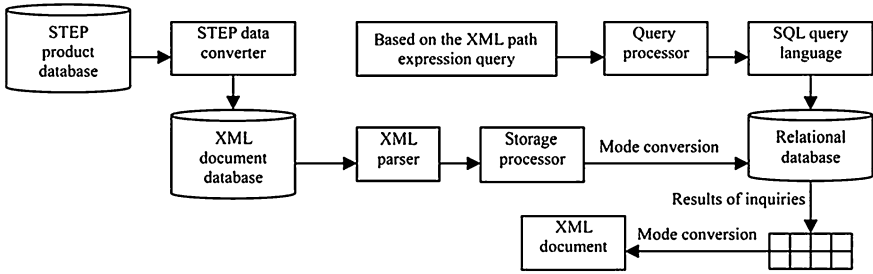 STEP
product
database
STEP data
converter
Based on the XML path
expression query
Query
processor
SQL query
language
XML
document
database
XML
parser
Storage
processor
Mode conversion
Relational
database
Results of inquiries
XML
document
Mode conversion